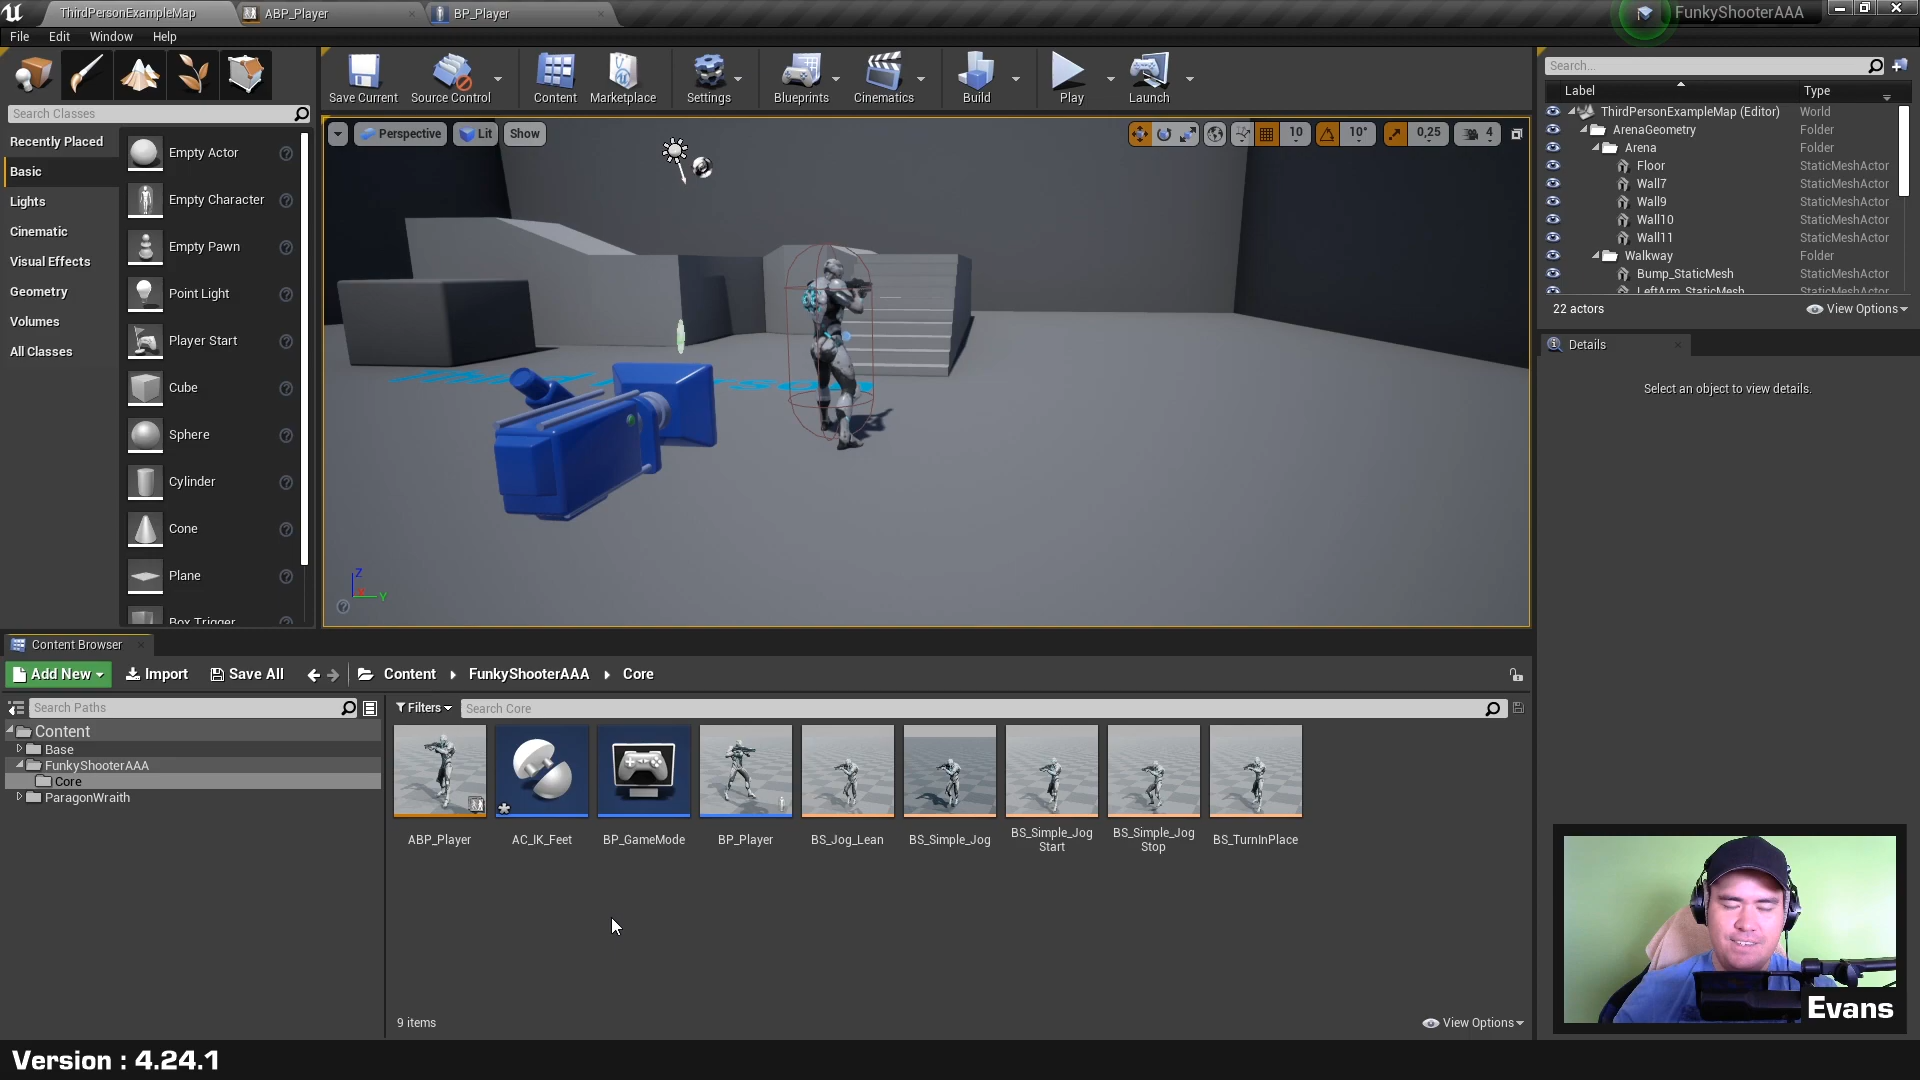 ThirdPersonExampleMap
ABP_Player
BP_Player
FunkyShooterAAA
File
Edit
Window
Help
Save Current
Source Control
Content
Marketplace
Settings
Blueprints
Cinematics
Build
Play
Launch
Search Classes
Recently Placed
Basic
Lights
Cinematic
Visual Effects
Geometry
Volumes
All Classes
Empty Actor
Empty Character
Empty Pawn
Point Light
Player Start
Cube
Sphere
Cylinder
Cone
Plane
Box Trigger
Perspective
Lit
Show
10
10°
0,25
4
Z
Y
Search...
Label
Type
ThirdPersonExampleMap (Editor)
World
ArenaGeometry
Folder
Arena
Folder
Floor
StaticMeshActor
Wall7
StaticMeshActor
Wall9
StaticMeshActor
Wall10
StaticMeshActor
Wall11
StaticMeshActor
Walkway
Folder
Bump_StaticMesh
StaticMeshActor
LeftArm_StaticMesh
StaticMeshActor
22 actors
View Options
Details
Select an object to view details.
Content Browser
Add New
Import
Save All
Content
FunkyShooterAAA
Core
Search Paths
Filters
Search Core
Content
Base
FunkyShooterAAA
Core
ParagonWraith
ABP_Player
AC_IK_Feet
BP_GameMode
BP_Player
BS_Jog_Lean
BS_Simple_Jog
BS_Simple_Jog
Start
BS_Simple_Jog
Stop
BS_TurnInPlace
9 items
View Options
Evans
Version : 4.24.1